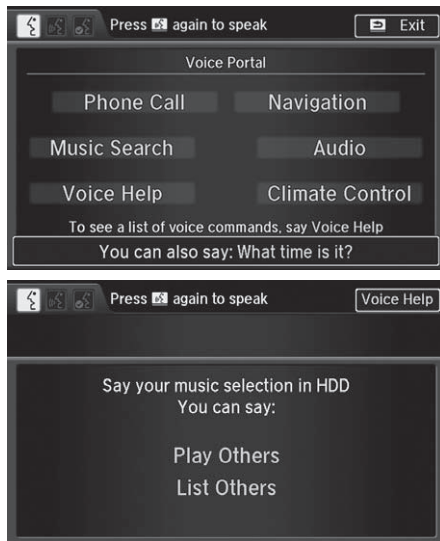 Press again to speak
Exit
Voice Portal
Phone Call Navigation
Music Search Audio
Voice Help Climate Control
To see a list of voice commands, say Voice Help
You can also say: What time is it?
Press again to speak
Voice Help
Say your music selection in HDD
You can say:
Play Others
List Others